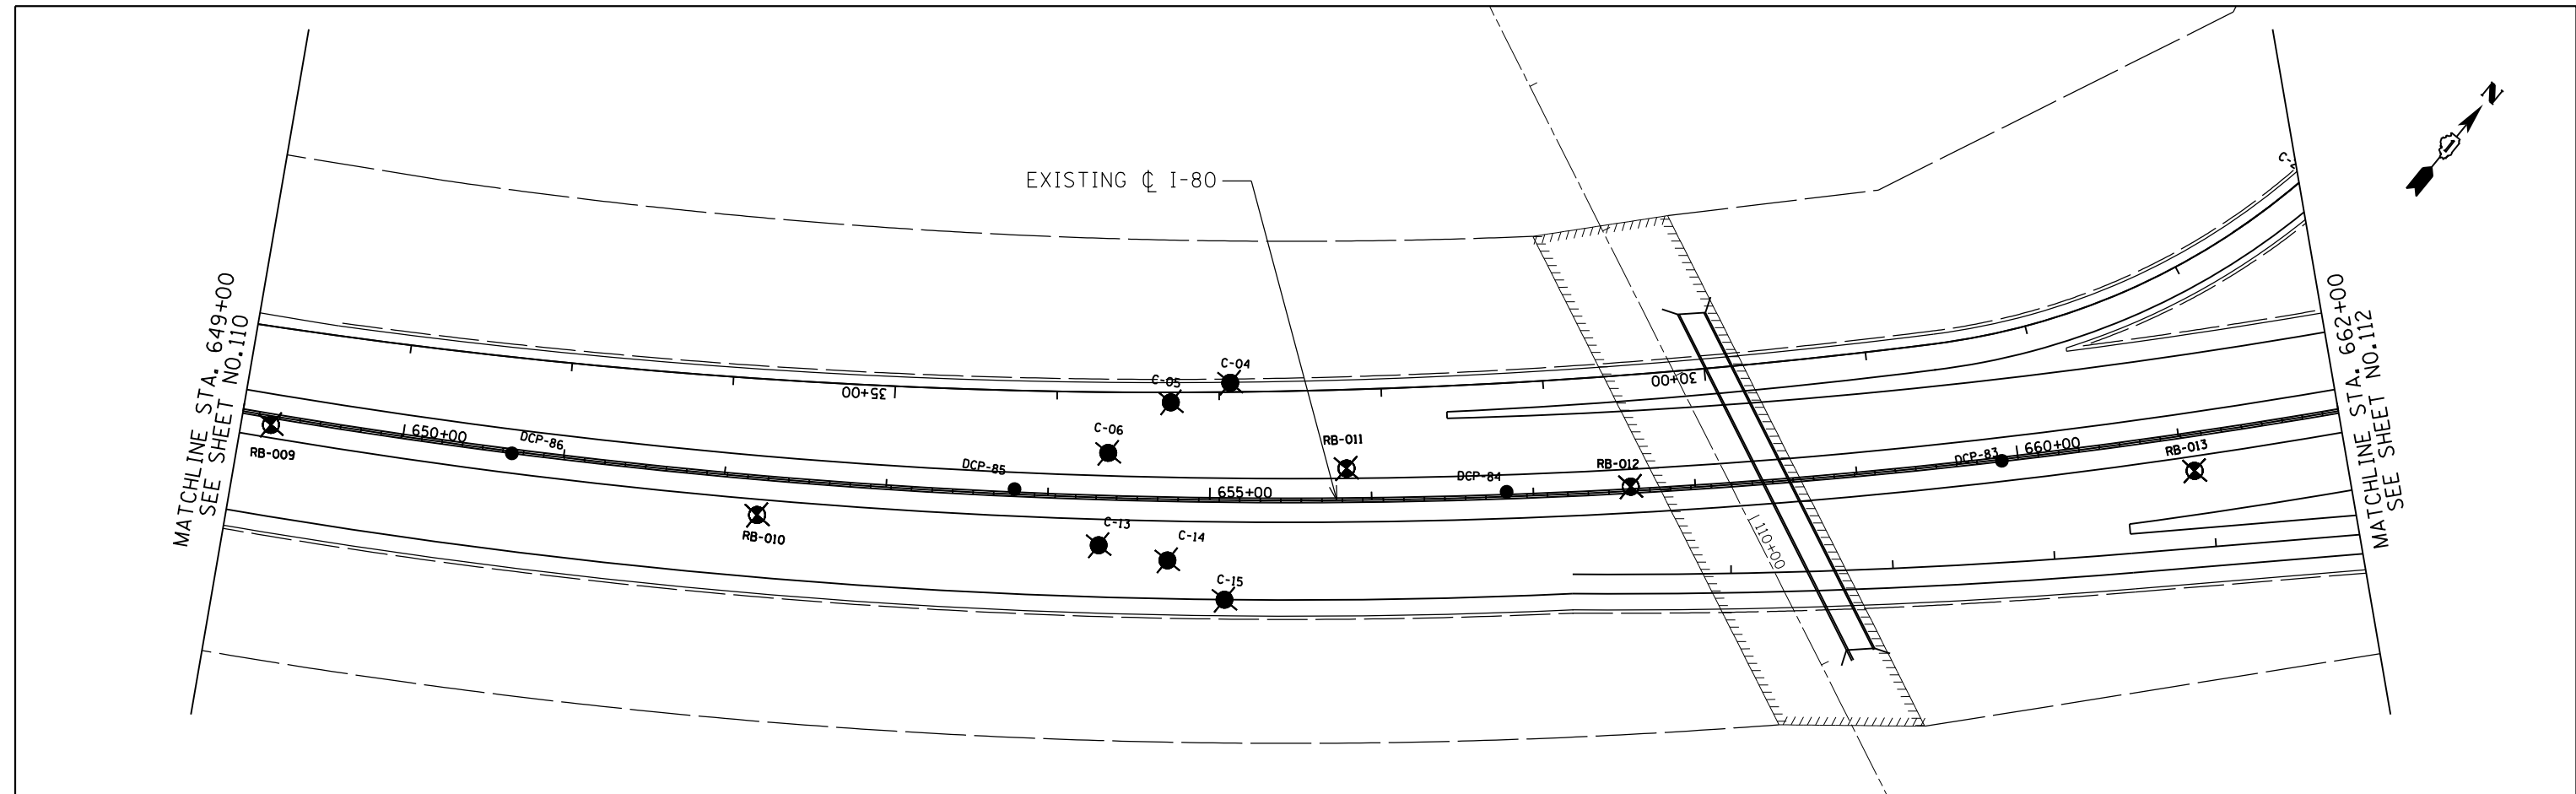 EXISTING ℄ I-80
N
MATCHLINE STA. 649+00
SEE SHEET NO.110
MATCHLINE STA. 662+00
SEE SHEET NO.112
C-04
C-05
35+00
30+00
C-06
RB-011
650+00
DCP-86
RB-009
DCP-85
655+00
DCP-84
RB-012
DCP-83
660+00
RB-013
RB-010
C-13
C-14
C-15
110+00